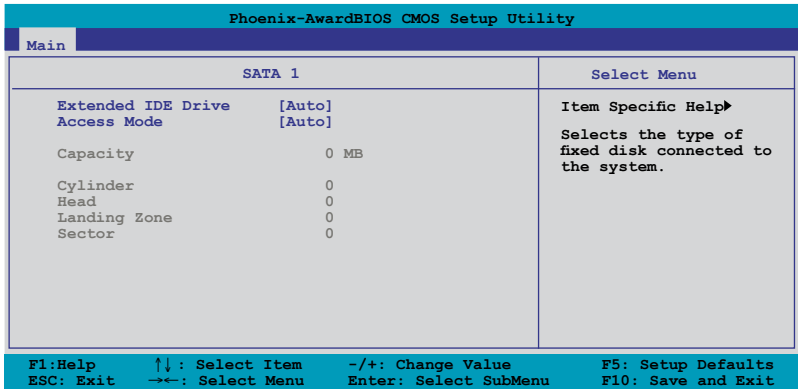 Phoenix-AwardBIOS CMOS Setup Utility
Main
SATA 1
Select Menu
Extended IDE Drive [Auto]
Access Mode [Auto]
Capacity 0 MB
Cylinder 0
Head 0
Landing Zone 0
Sector 0
Item Specific Help▶
Selects the type of
fixed disk connected to
the system.
F1:Help ↑↓: Select Item -/+: Change Value F5: Setup Defaults
ESC: Exit →←: Select Menu Enter: Select SubMenu F10: Save and Exit